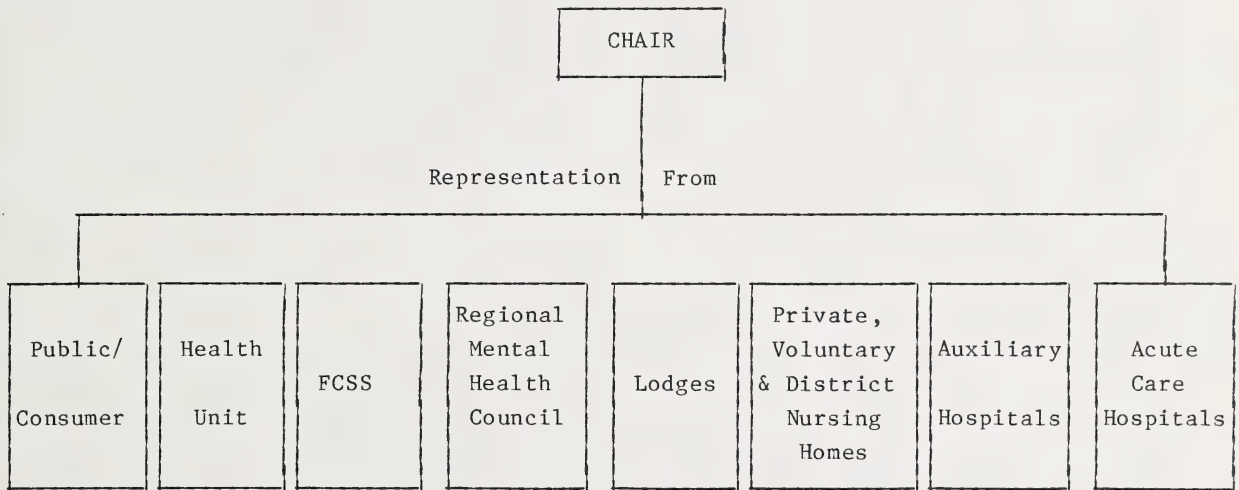 CHAIR
Representation From
Public/
Consumer
Health
Unit
FCSS
Regional
Mental
Health
Council
Lodges
Private,
Voluntary
& District
Nursing
Homes
Auxiliary
Hospitals
Acute
Care
Hospitals